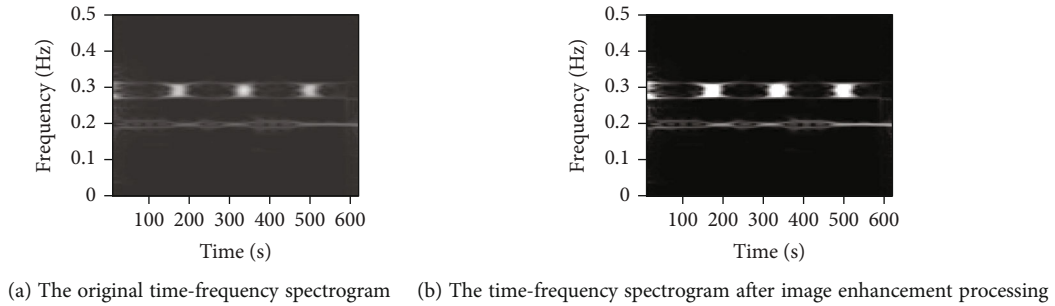 0.5
0.4
0.3
0.2
0.1
0
Frequency (Hz)
100 200 300 400 500 600
Time (s)
(a) The original time-frequency spectrogram
0.5
0.4
0.3
0.2
0.1
0
Frequency (Hz)
100 200 300 400 500 600
Time (s)
(b) The time-frequency spectrogram after image enhancement processing